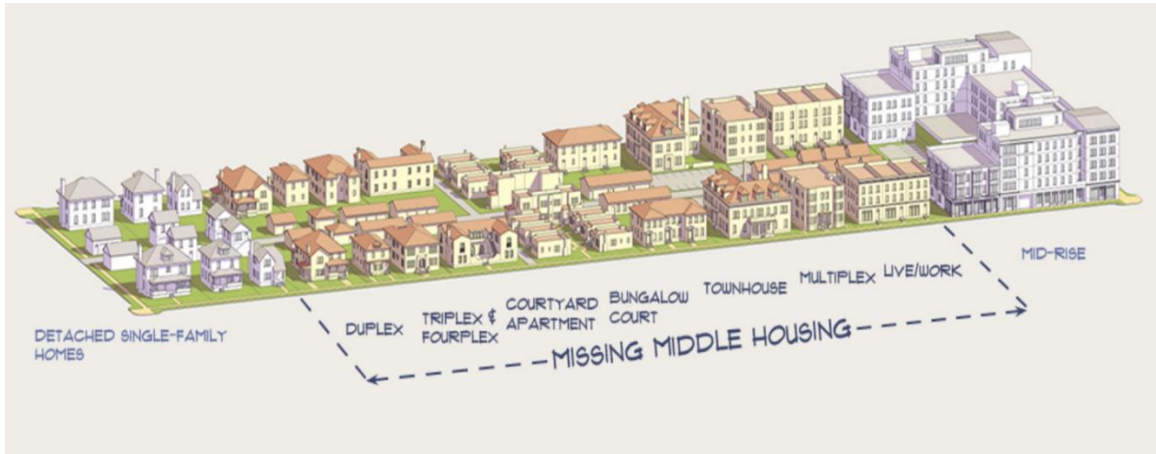 DETACHED SINGLE-FAMILY
HOMES
DUPLEX
TRIPLEX &
FOURPLEX
COURTYARD
APARTMENT
BUNGALOW
COURT
TOWNHOUSE
MULTIPLEX
LIVE/WORK
MID-RISE
MISSING MIDDLE HOUSING